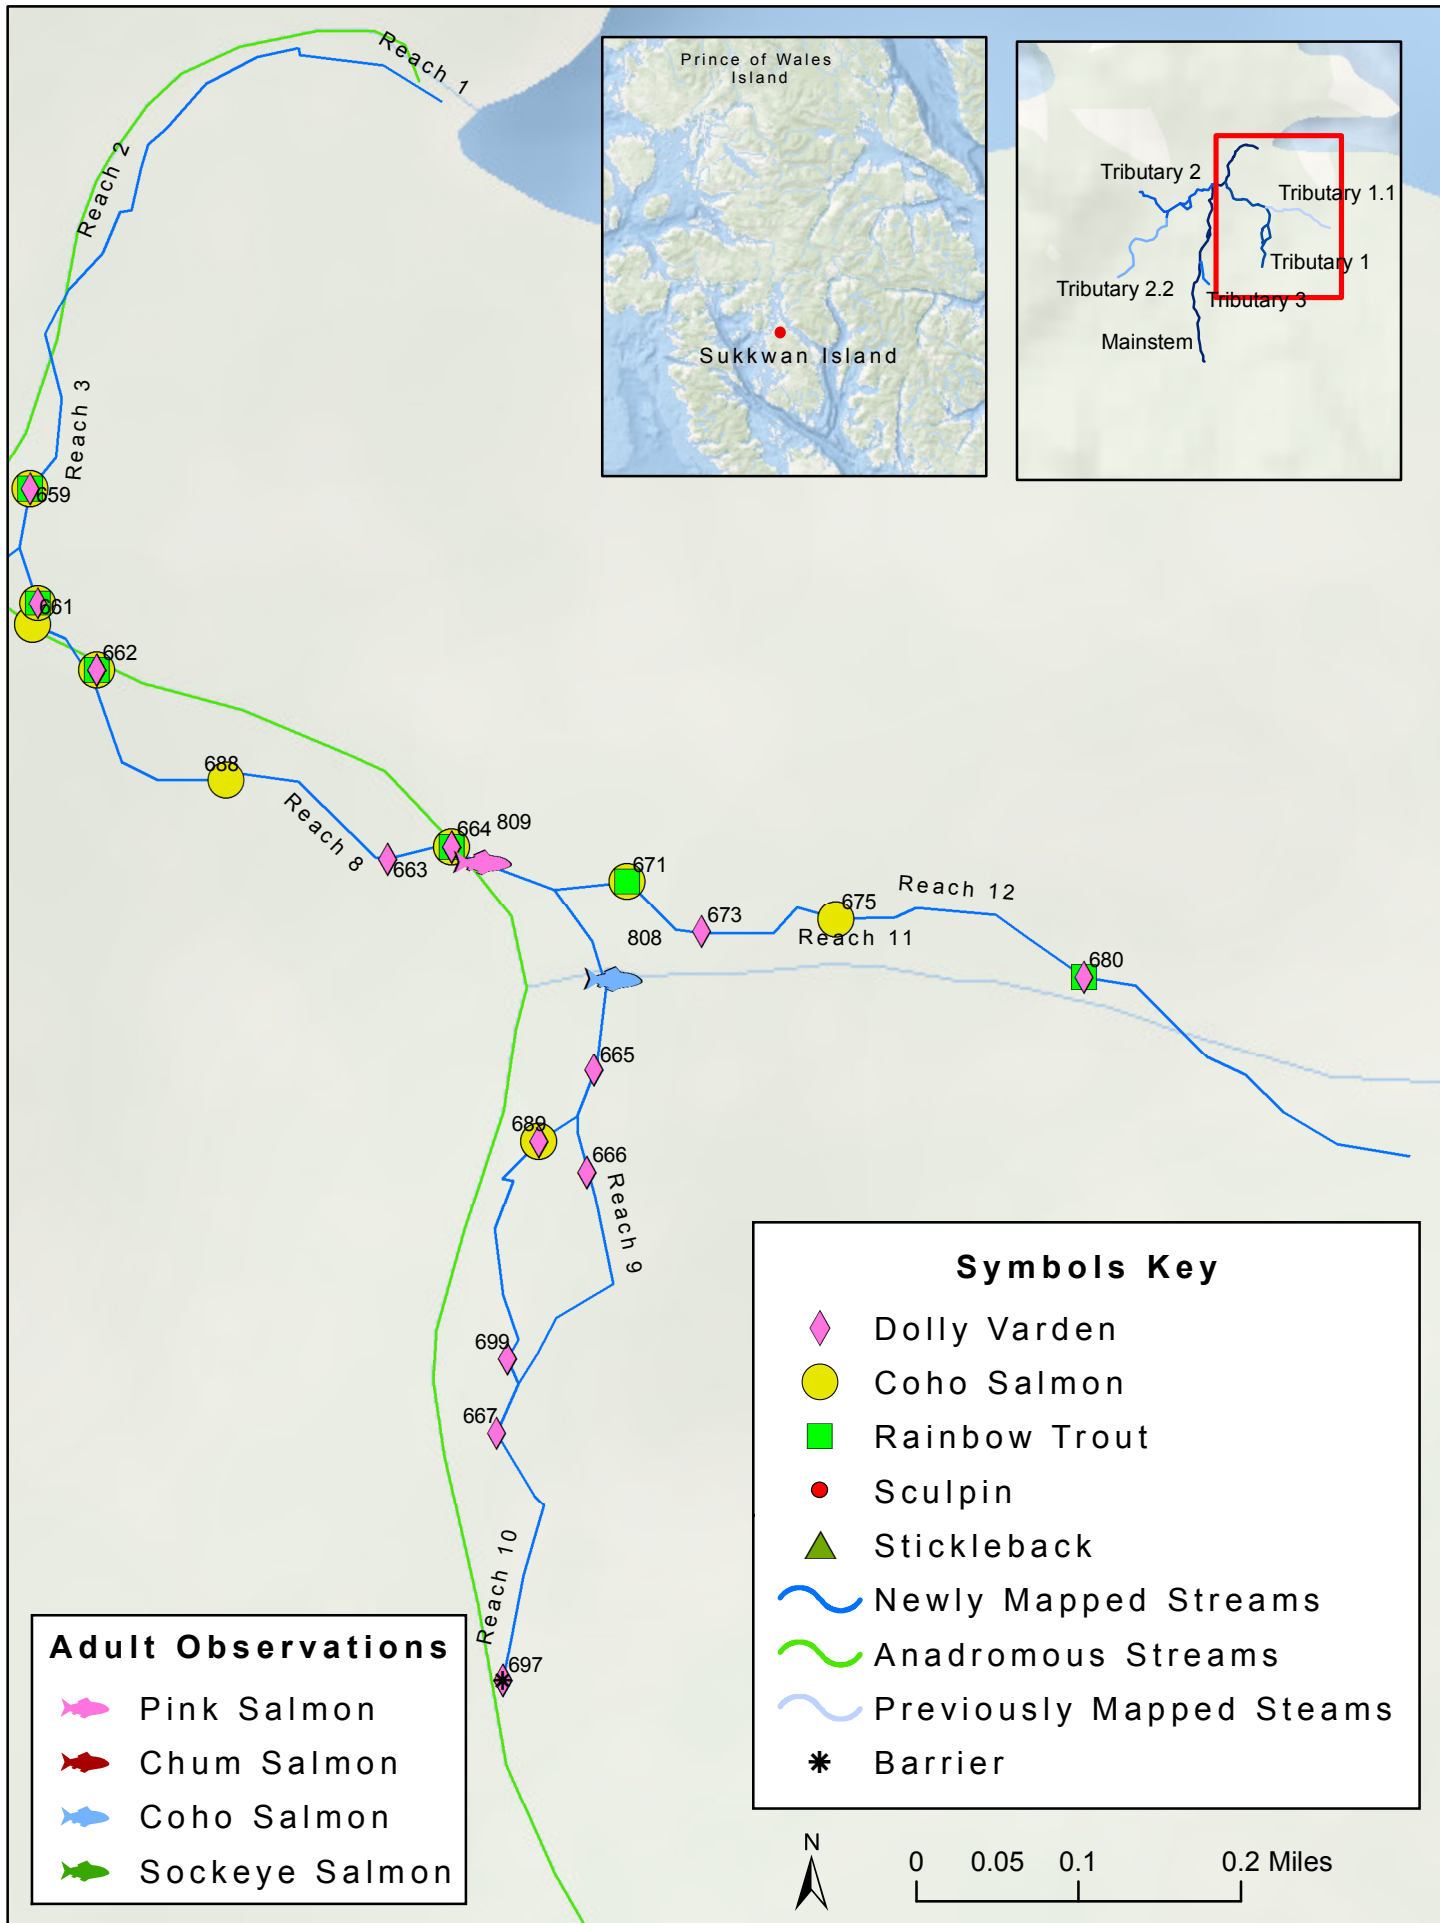 Reach 1
Reach 2
Reach 3
Prince of Wales
Island
Sukkwan Island
Tributary 2
Tributary 1.1
Tributary 1
Tributary 2.2
Tributary 3
Mainstem
659
661
662
688
Reach 8
663
664
809
671
673
808
675
Reach 11
Reach 12
680
665
689
666
Reach 9
699
667
Reach 10
697
Symbols Key
Dolly Varden
Coho Salmon
Rainbow Trout
Sculpin
Stickleback
Newly Mapped Streams
Anadromous Streams
Previously Mapped Steams
Barrier
Adult Observations
Pink Salmon
Chum Salmon
Coho Salmon
Sockeye Salmon
N
0 0.05 0.1 0.2 Miles